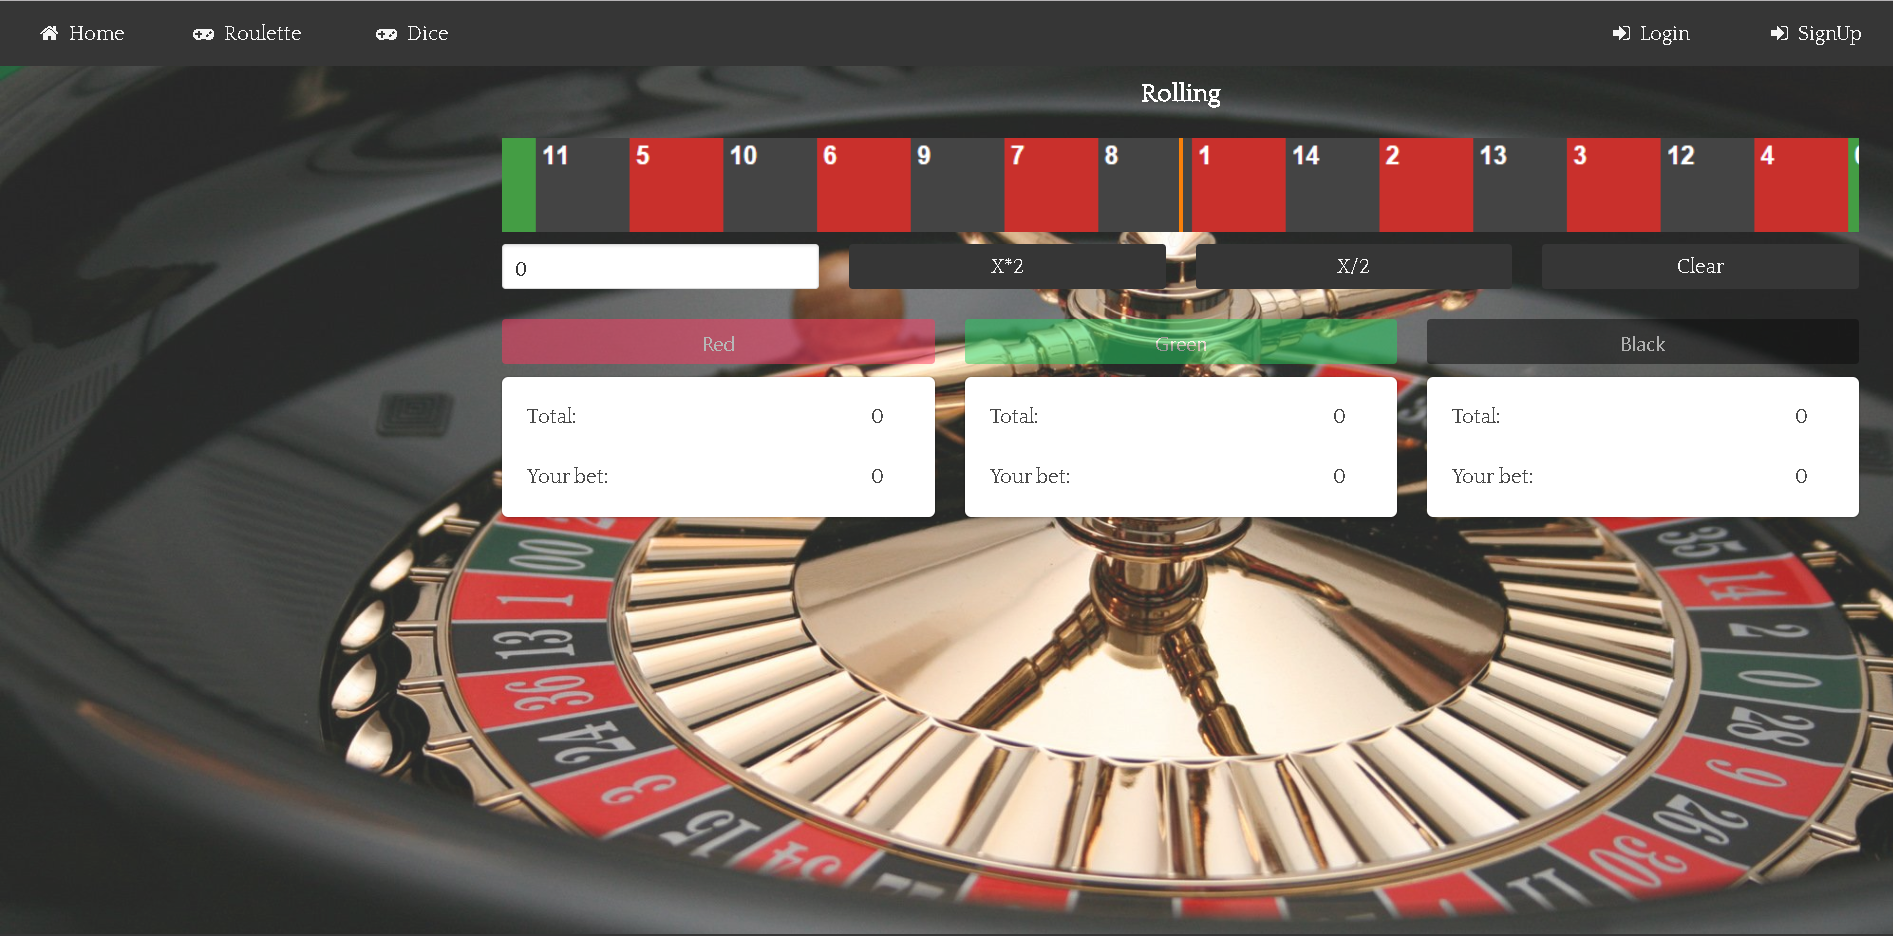 Home Roulette Dice Login SignUp
Rolling
11 5 10 6 9 7 8 1 14 2 13 3 12 4
0 X*2 X/2 Clear
Red Green Black
Total: 0 Total: 0 Total: 0
Your bet: 0 Your bet: 0 Your bet: 0
00
1
13
36
24
3
15
34
11
30
26
9
28
0
2
14
35